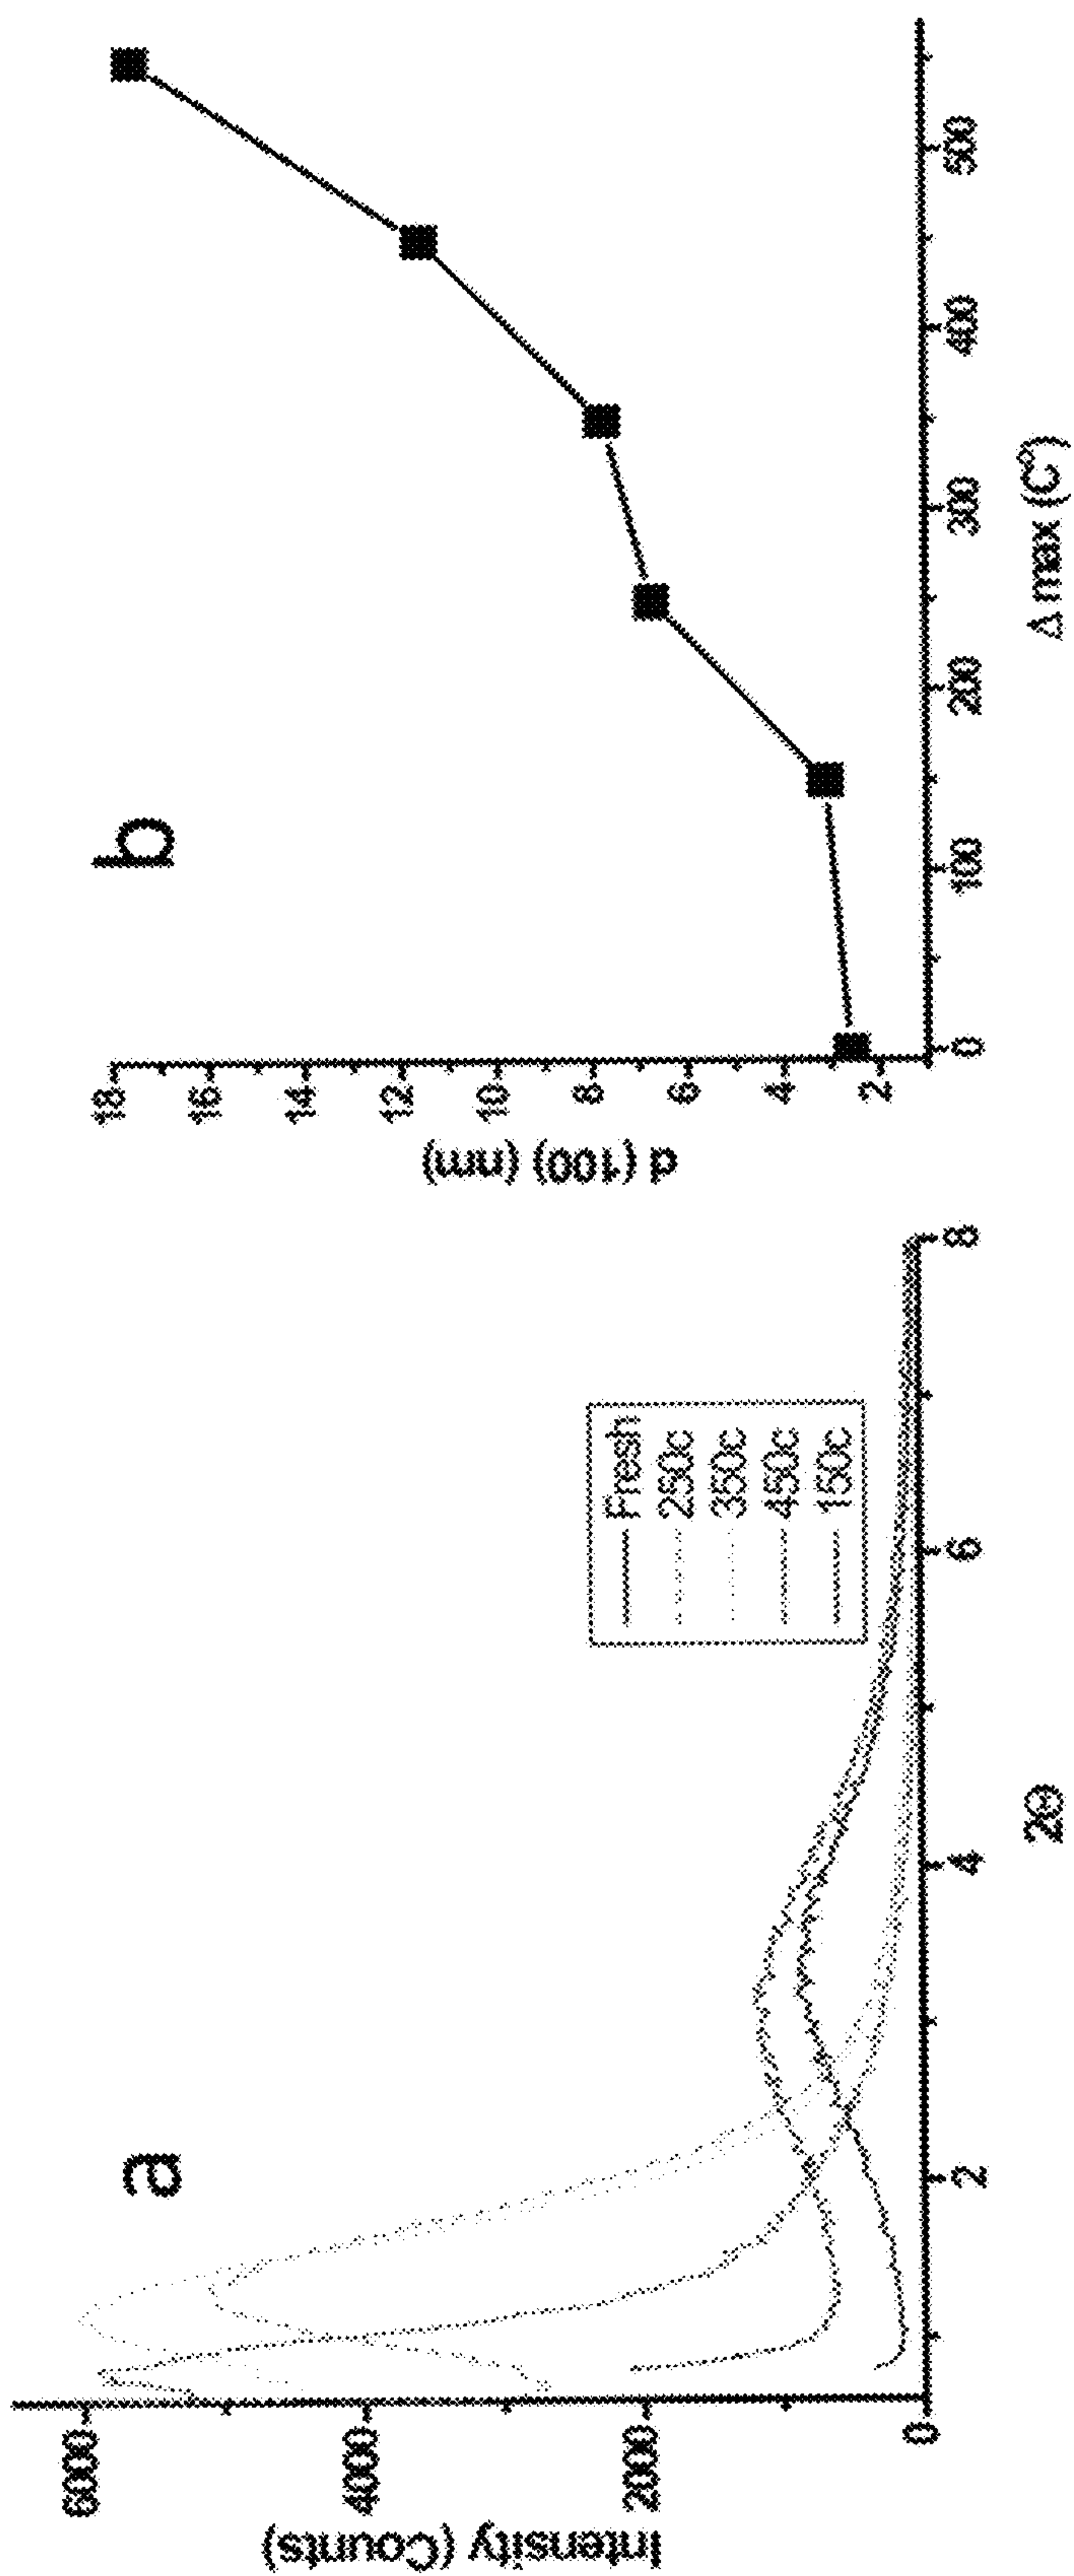 a
Intensity (Counts)
6000
4000
2000
0
2
4
6
8
2Θ
Fresh
250c
350c
450c
150c
b
d (100) (nm)
18
16
14
12
10
8
6
4
2
0
100
200
300
400
500
Δ max (C°)